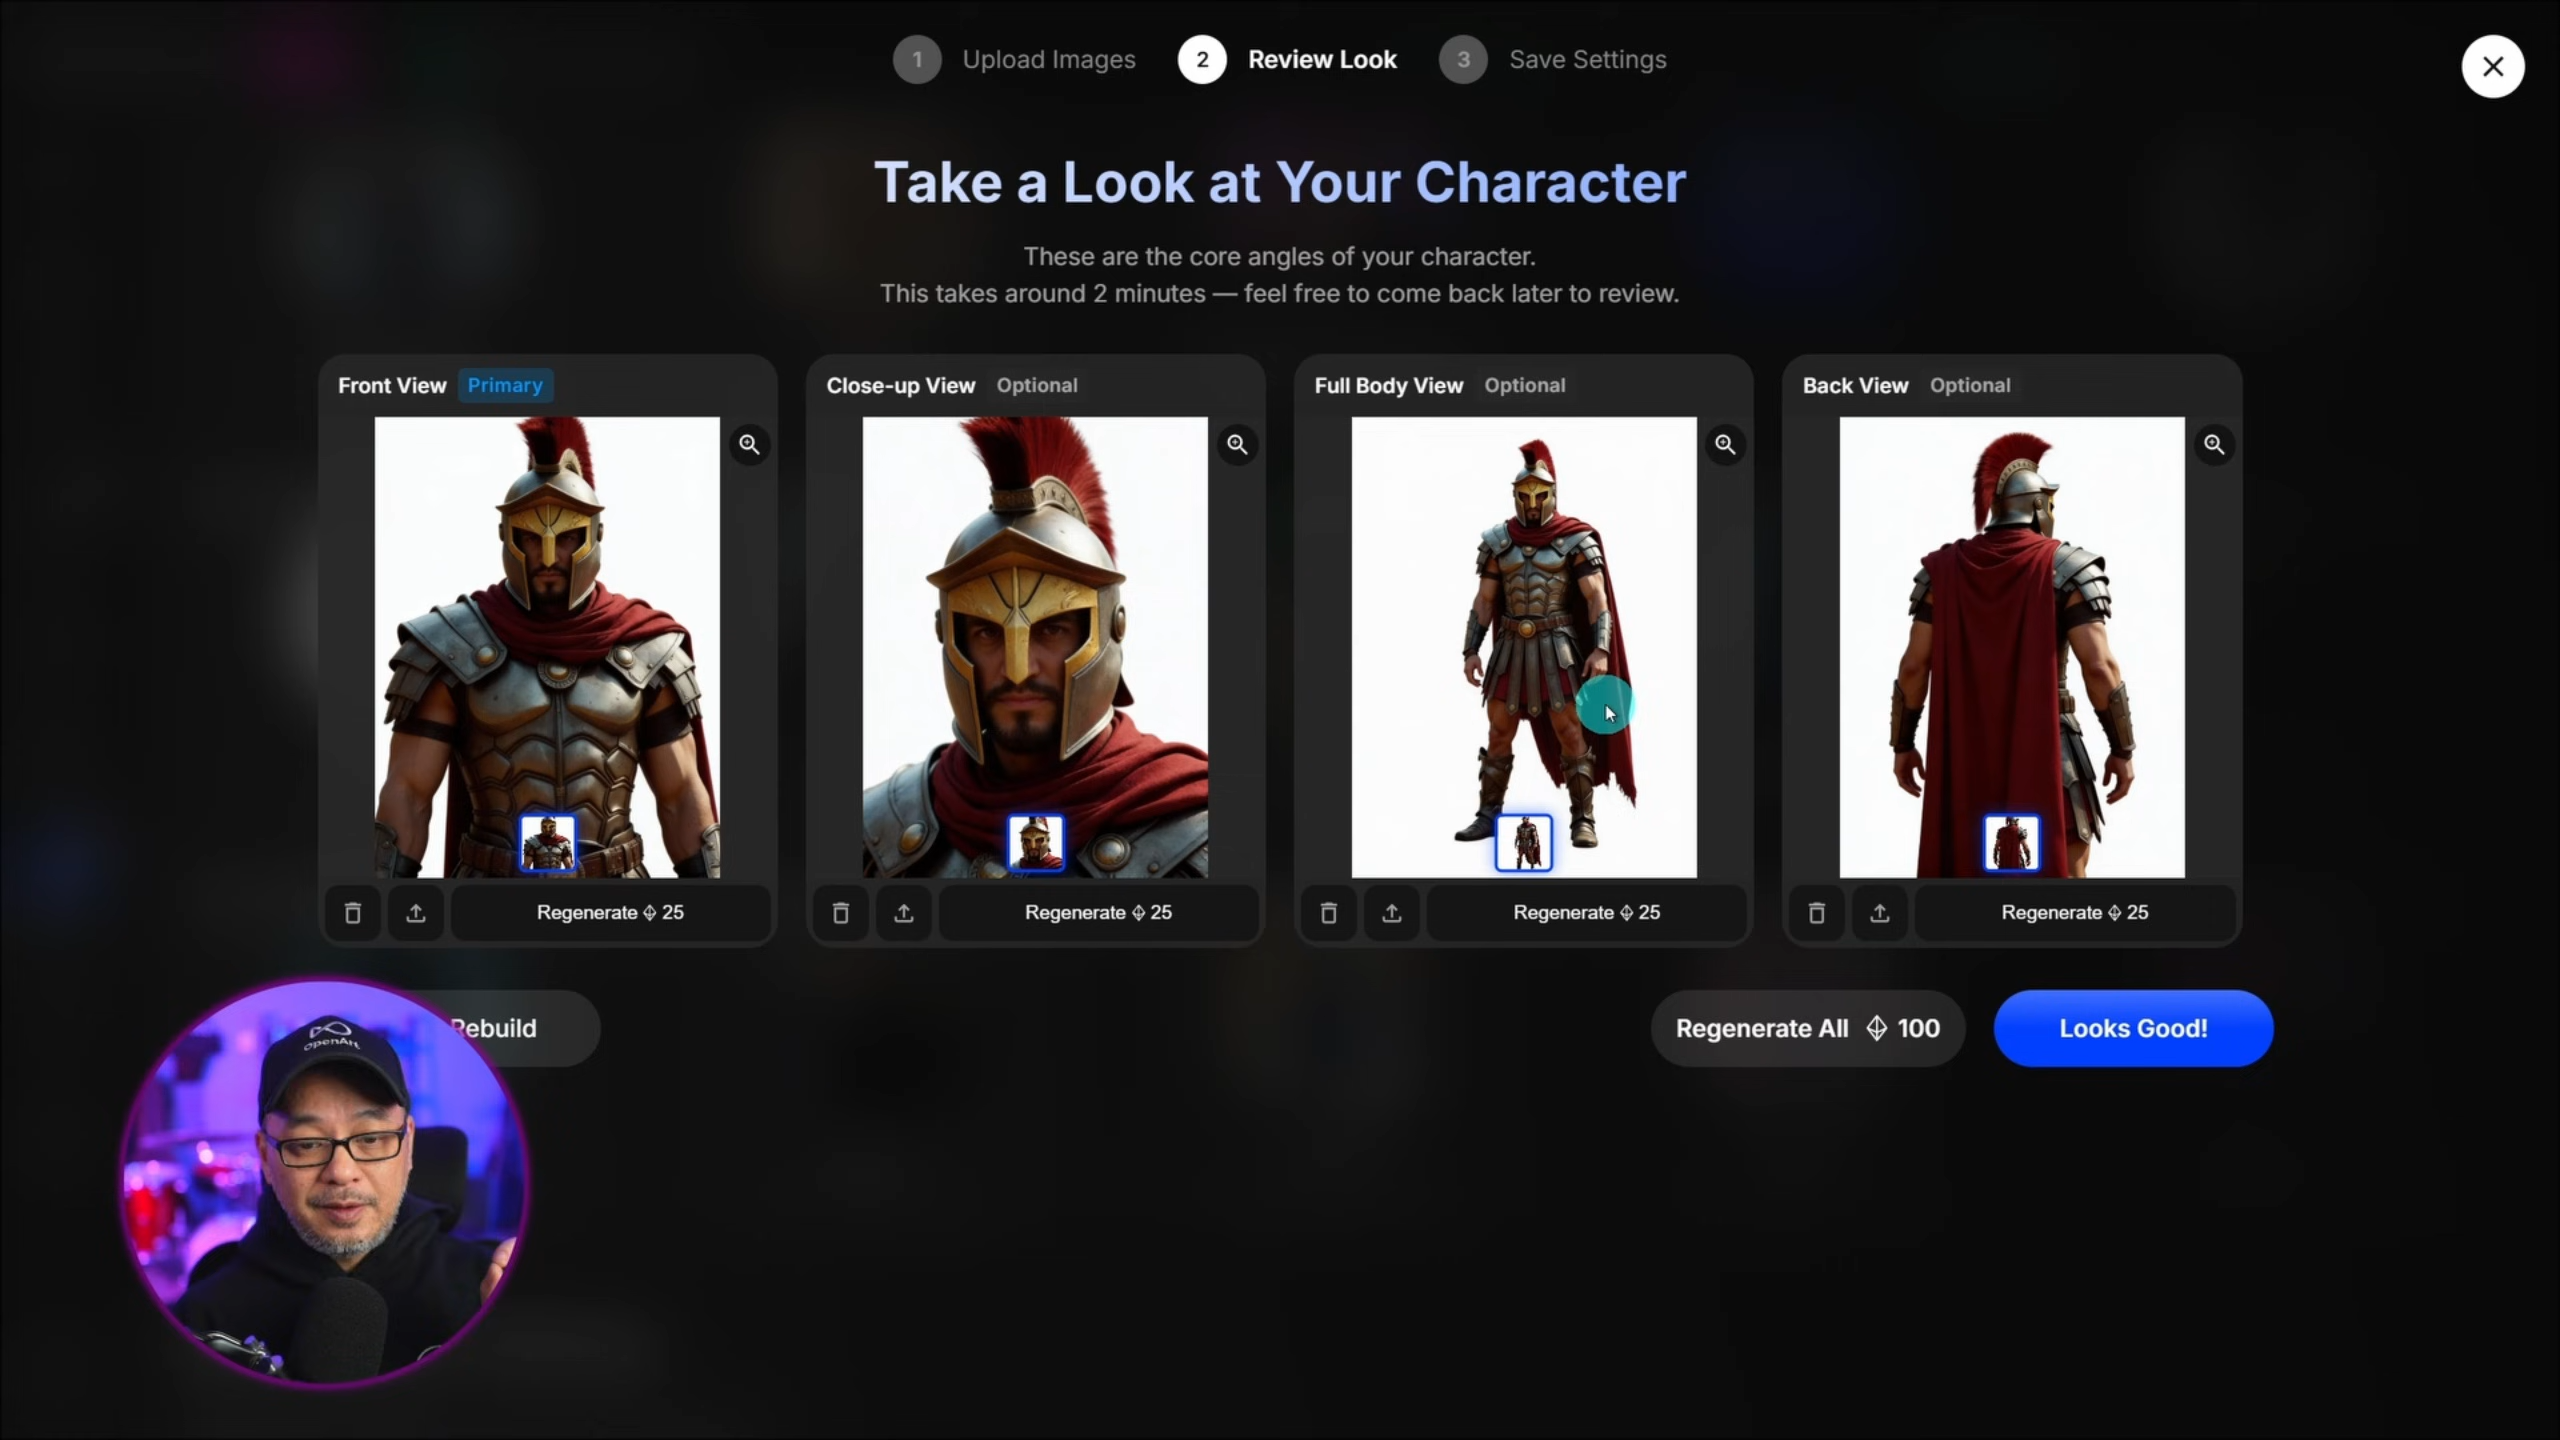 1 Upload Images 2 Review Look 3 Save Settings
Take a Look at Your Character
These are the core angles of your character.
This takes around 2 minutes — feel free to come back later to review.
Front View Primary
Close-up View Optional
Full Body View Optional
Back View Optional
Regenerate 25
Regenerate 25
Regenerate 25
Regenerate 25
Rebuild
Regenerate All 100
Looks Good!
OpenArt